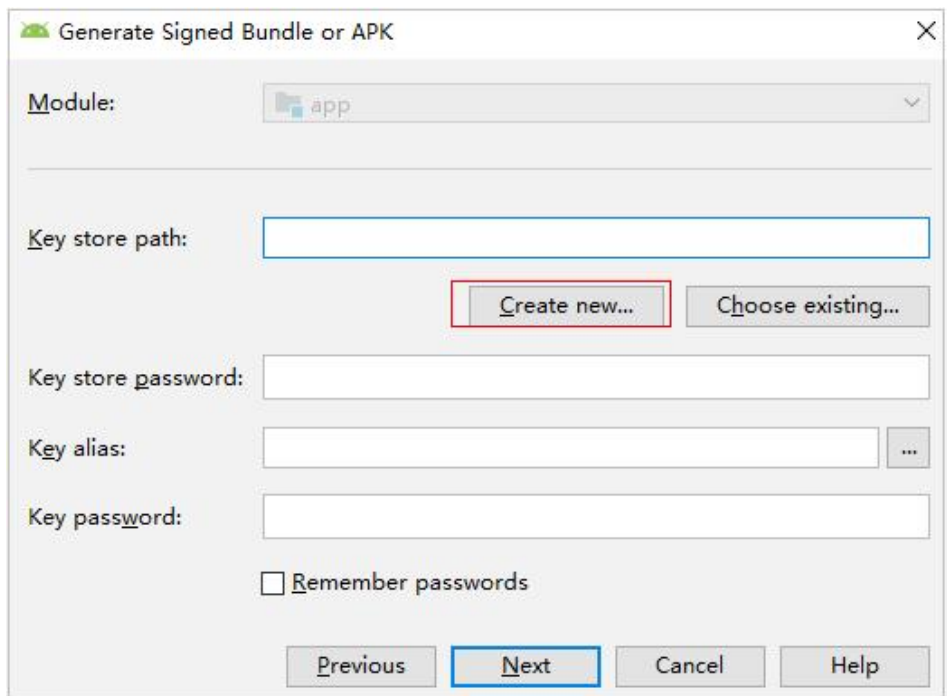 Generate Signed Bundle or APK
Module:
app
Key store path:
Create new...
Choose existing...
Key store password:
Key alias:
...
Key password:
Remember passwords
Previous
Next
Cancel
Help